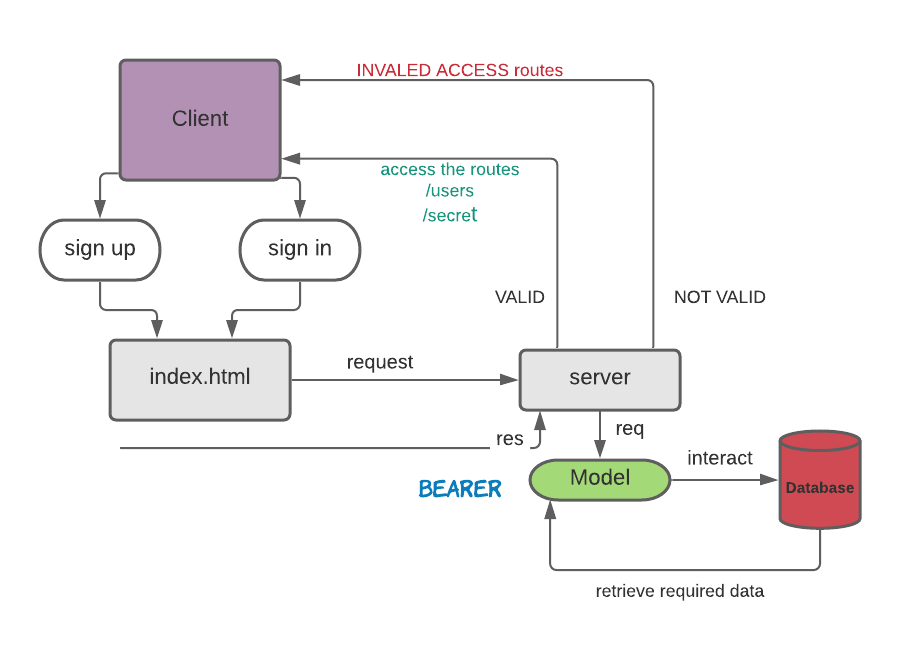 INVALED ACCESS routes
Client
access the routes
/users
/secret
sign up
sign in
VALID
NOT VALID
index.html
request
server
res
req
Model
interact
Database
BEARER
retrieve required data